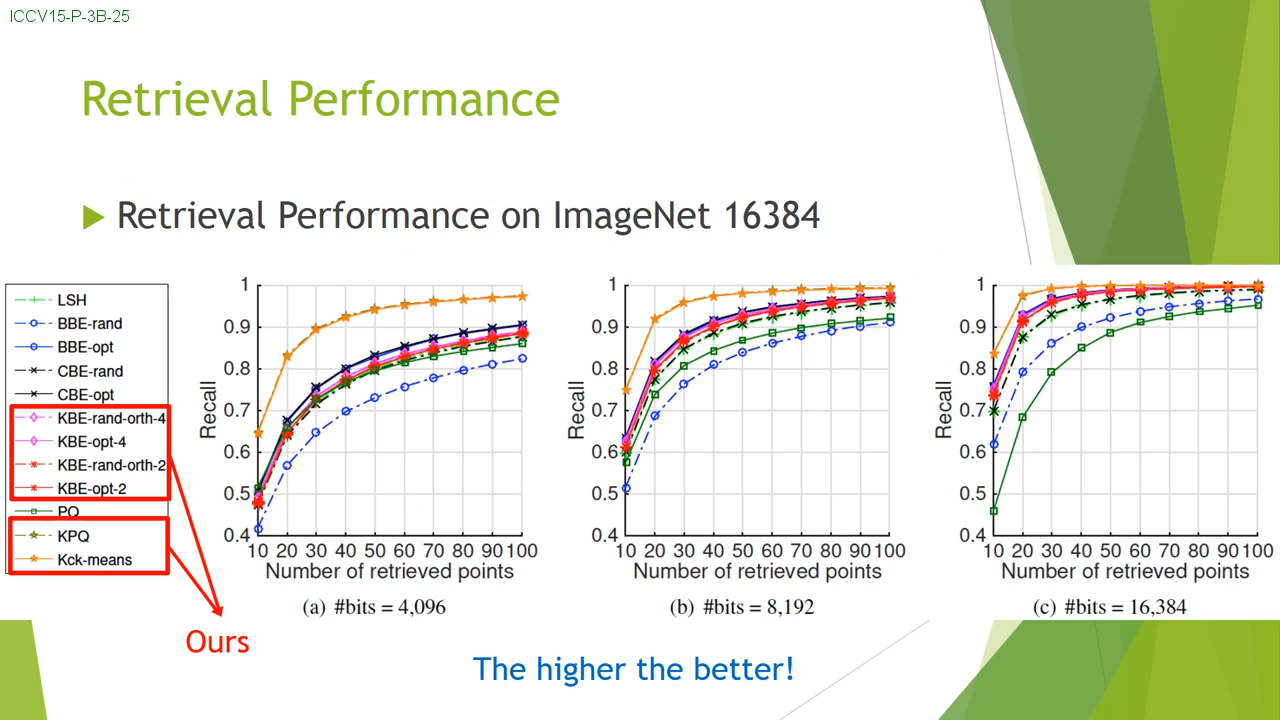 ICCV15-P-3B-25
Retrieval Performance
Retrieval Performance on ImageNet 16384
LSH
BBE-rand
BBE-opt
CBE-rand
CBE-opt
KBE-rand-orth-4
KBE-opt-4
KBE-rand-orth-2
KBE-opt-2
PQ
KPQ
Kck-means
Ours
1
0.9
0.8
0.7
0.6
0.5
0.4
Recall
10 20 30 40 50 60 70 80 90 100
Number of retrieved points
(a) #bits = 4,096
1
0.9
0.8
0.7
0.6
0.5
0.4
Recall
10 20 30 40 50 60 70 80 90 100
Number of retrieved points
(b) #bits = 8,192
1
0.9
0.8
0.7
0.6
0.5
0.4
Recall
10 20 30 40 50 60 70 80 90 100
Number of retrieved points
(c) #bits = 16,384
The higher the better!